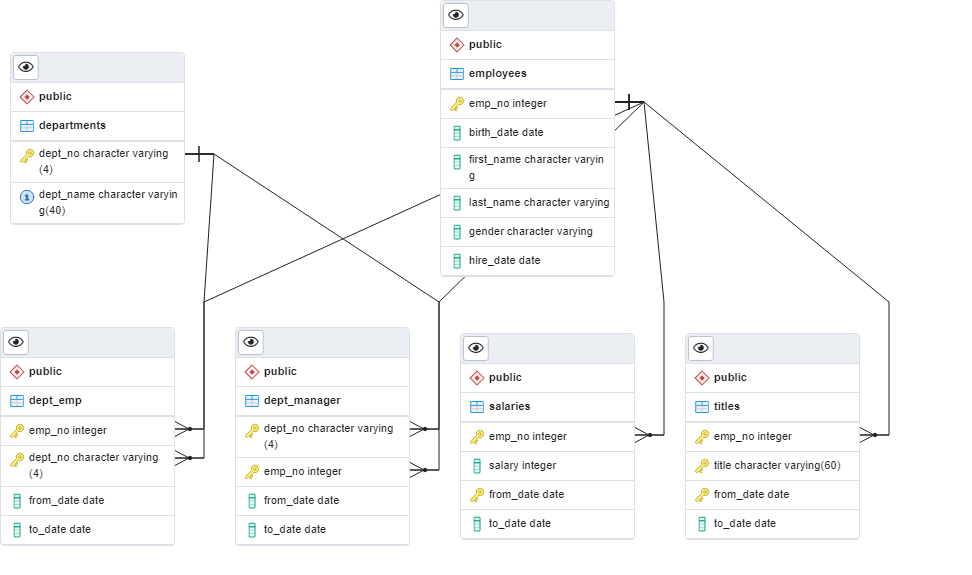 public
employees
emp_no integer
birth_date date
first_name character varyin
g
last_name character varying
gender character varying
hire_date date
public
departments
dept_no character varying
(4)
1
dept_name character varyin
g(40)
public
dept_emp
emp_no integer
dept_no character varying
(4)
from_date date
to_date date
public
dept_manager
dept_no character varying
(4)
emp_no integer
from_date date
to_date date
public
salaries
emp_no integer
salary integer
from_date date
to_date date
public
titles
emp_no integer
title character varying(60)
from_date date
to_date date